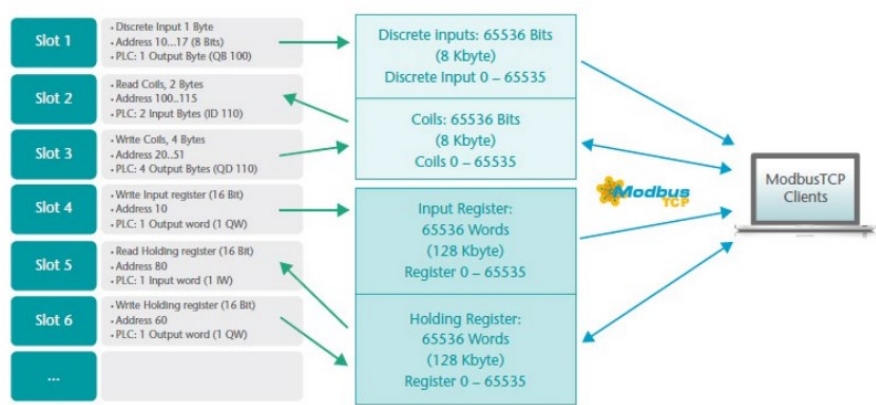 Slot 1
• Discrete Input 1 Byte
• Address 10...17 (8 Bits)
• PLC: 1 Output Byte (QB 100)
Slot 2
• Read Coils, 2 Bytes
• Address 100..115
• PLC: 2 Input Bytes (ID 110)
Slot 3
• Write Coils, 4 Bytes
• Address 20..51
• PLC: 4 Output Bytes (QD 110)
Slot 4
• Write Input register (16 Bit)
• Address 10
• PLC: 1 Output word (1 QW)
Slot 5
• Read Holding register (16 Bit)
• Address 80
• PLC: 1 Input word (1 IW)
Slot 6
• Write Holding register (16 Bit)
• Address 60
• PLC: 1 Output word (1 QW)
...
Discrete inputs: 65536 Bits
(8 Kbyte)
Discrete Input 0 – 65535
Coils: 65536 Bits
(8 Kbyte)
Coils 0 – 65535
Input Register:
65536 Words
(128 Kbyte)
Register 0 – 65535
Holding Register:
65536 Words
(128 Kbyte)
Register 0 – 65535
Modbus
TCP
ModbusTCP
Clients